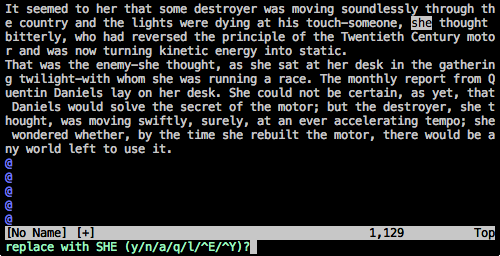 It seemed to her that some destroyer was moving soundlessly through th
e country and the lights were dying at his touch-someone, she thought
bitterly, who had reversed the principle of the Twentieth Century moto
r and was now turning kinetic energy into static.
That was the enemy-she thought, as she sat at her desk in the gatherin
g twilight-with whom she was running a race. The monthly report from Q
uentin Daniels lay on her desk. She could not be certain, as yet, that
 Daniels would solve the secret of the motor; but the destroyer, she t
hought, was moving swiftly, surely, at an ever accelerating tempo; she
 wondered whether, by the time she rebuilt the motor, there would be a
ny world left to use it.
@
@
@
@
@
[No Name] [+] 1,129 Top
replace with SHE (y/n/a/q/l/^E/^Y)?